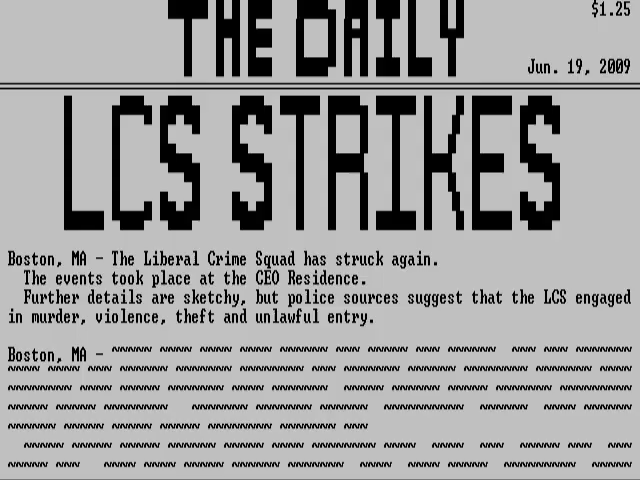 THE DAILY
$1.25
Jun. 19, 2009
LCS STRIKES
Boston, MA - The Liberal Crime Squad has struck again.
The events took place at the CEO Residence.
Further details are sketchy, but police sources suggest that the LCS engaged
in murder, violence, theft and unlawful entry.
Boston, MA -